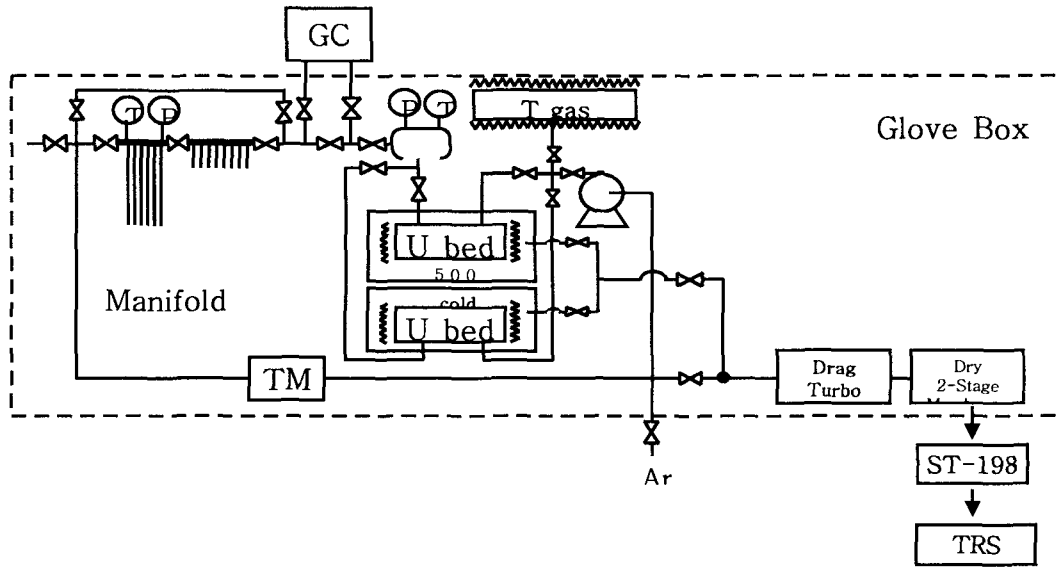 GC
T P
P T
T gas
Glove Box
U bed
500
cold
U bed
Manifold
TM
Drag
Turbo
Dry
2-Stage
Ar
ST-198
TRS